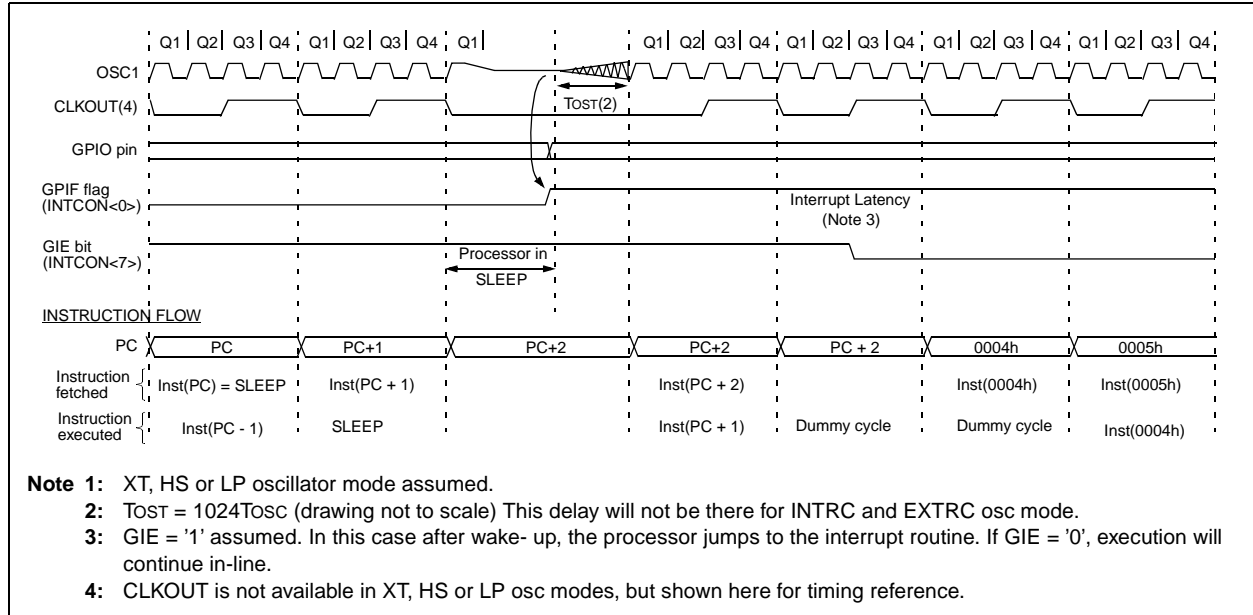 Q1 Q2 Q3 Q4 Q1 Q2 Q3 Q4 Q1 Q1 Q2 Q3 Q4 Q1 Q2 Q3 Q4 Q1 Q2 Q3 Q4 Q1 Q2 Q3 Q4
OSC1
TOST(2)
CLKOUT(4)
GPIO pin
GPIF flag
(INTCON<0>)
Interrupt Latency
(Note 3)
GIE bit
(INTCON<7>)
Processor in
SLEEP
INSTRUCTION FLOW
PC PC PC+1 PC+2 PC+2 PC + 2 0004h 0005h
Instruction
fetched
Inst(PC) = SLEEP Inst(PC + 1) Inst(PC + 2) Inst(0004h) Inst(0005h)
Instruction
executed
Inst(PC - 1) SLEEP Inst(PC + 1) Dummy cycle Dummy cycle Inst(0004h)
Note 1: XT, HS or LP oscillator mode assumed.
2: TOST = 1024TOSC (drawing not to scale) This delay will not be there for INTRC and EXTRC osc mode.
3: GIE = '1' assumed. In this case after wake- up, the processor jumps to the interrupt routine. If GIE = '0', execution will
continue in-line.
4: CLKOUT is not available in XT, HS or LP osc modes, but shown here for timing reference.